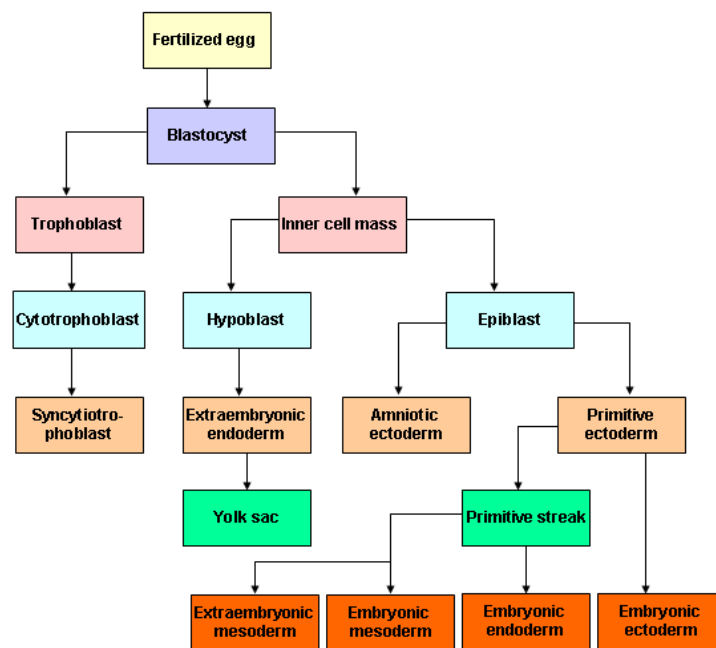 Fertilized egg
Blastocyst
Trophoblast
Inner cell mass
Cytotrophoblast
Hypoblast
Epiblast
Syncytiotro-
phoblast
Extraembryonic
endoderm
Amniotic
ectoderm
Primitive
ectoderm
Yolk sac
Primitive streak
Extraembryonic
mesoderm
Embryonic
mesoderm
Embryonic
endoderm
Embryonic
ectoderm